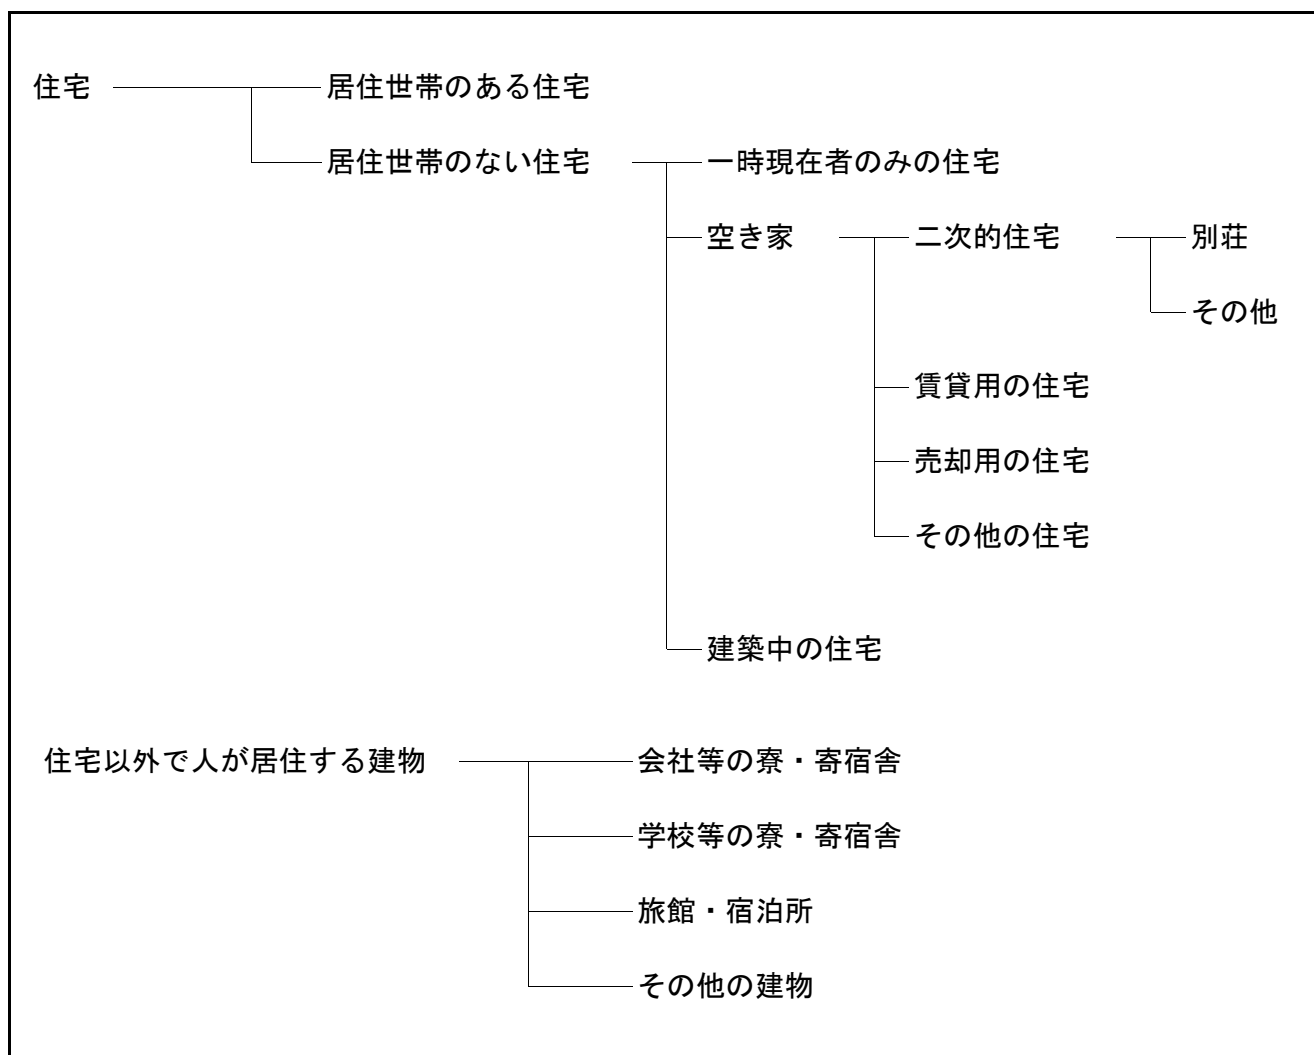 住宅 居住世帯のある住宅
居住世帯のない住宅 一時現在者のみの住宅
空き家 二次的住宅 別荘
その他
賃貸用の住宅
売却用の住宅
その他の住宅
建築中の住宅
住宅以外で人が居住する建物 会社等の寮・寄宿舎
学校等の寮・寄宿舎
旅館・宿泊所
その他の建物